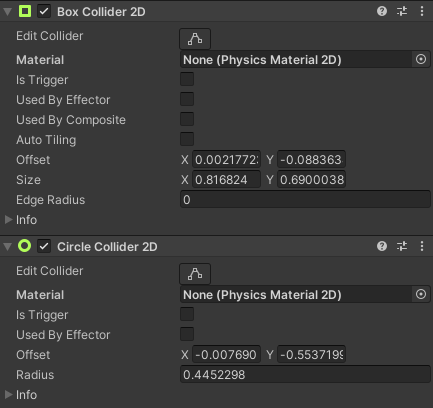 Box Collider 2D
Edit Collider
Material None (Physics Material 2D)
Is Trigger
Used By Effector
Used By Composite
Auto Tiling
Offset X 0.0021772 Y -0.088363
Size X 0.816824 Y 0.6900038
Edge Radius 0
Info
Circle Collider 2D
Edit Collider
Material None (Physics Material 2D)
Is Trigger
Used By Effector
Offset X -0.007690 Y -0.553719
Radius 0.4452298
Info